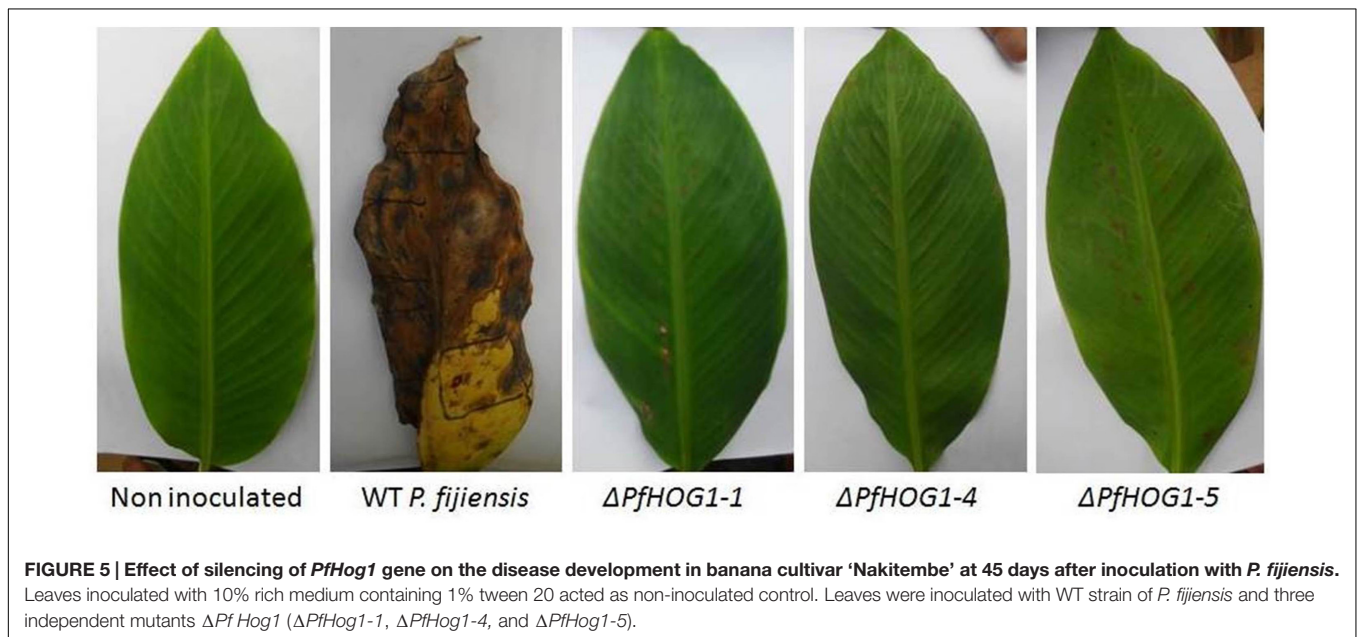 Non inoculated WT P. fijiensis ΔPfHOG1-1 ΔPfHOG1-4 ΔPfHOG1-5
FIGURE 5 | Effect of silencing of PfHog1 gene on the disease development in banana cultivar ‘Nakitembe’ at 45 days after inoculation with P. fijiensis.
Leaves inoculated with 10% rich medium containing 1% tween 20 acted as non-inoculated control. Leaves were inoculated with WT strain of P. fijiensis and three
independent mutants ΔPf Hog1 (ΔPfHog1-1, ΔPfHog1-4, and ΔPfHog1-5).